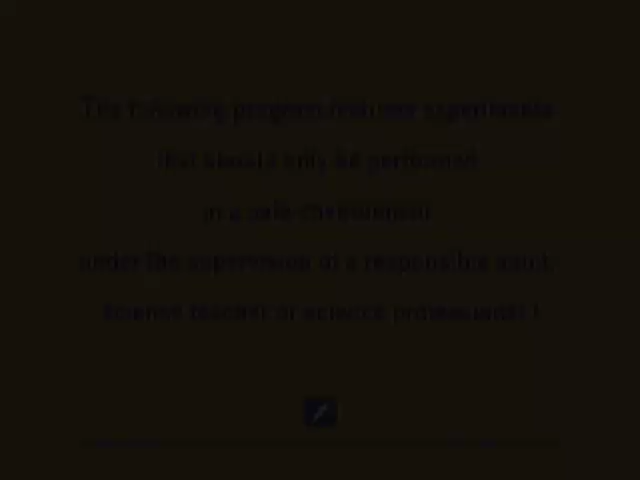 The following program features experiments
that should only be performed
in a safe environment
under the supervision of a responsible adult,
science teacher or science professional!